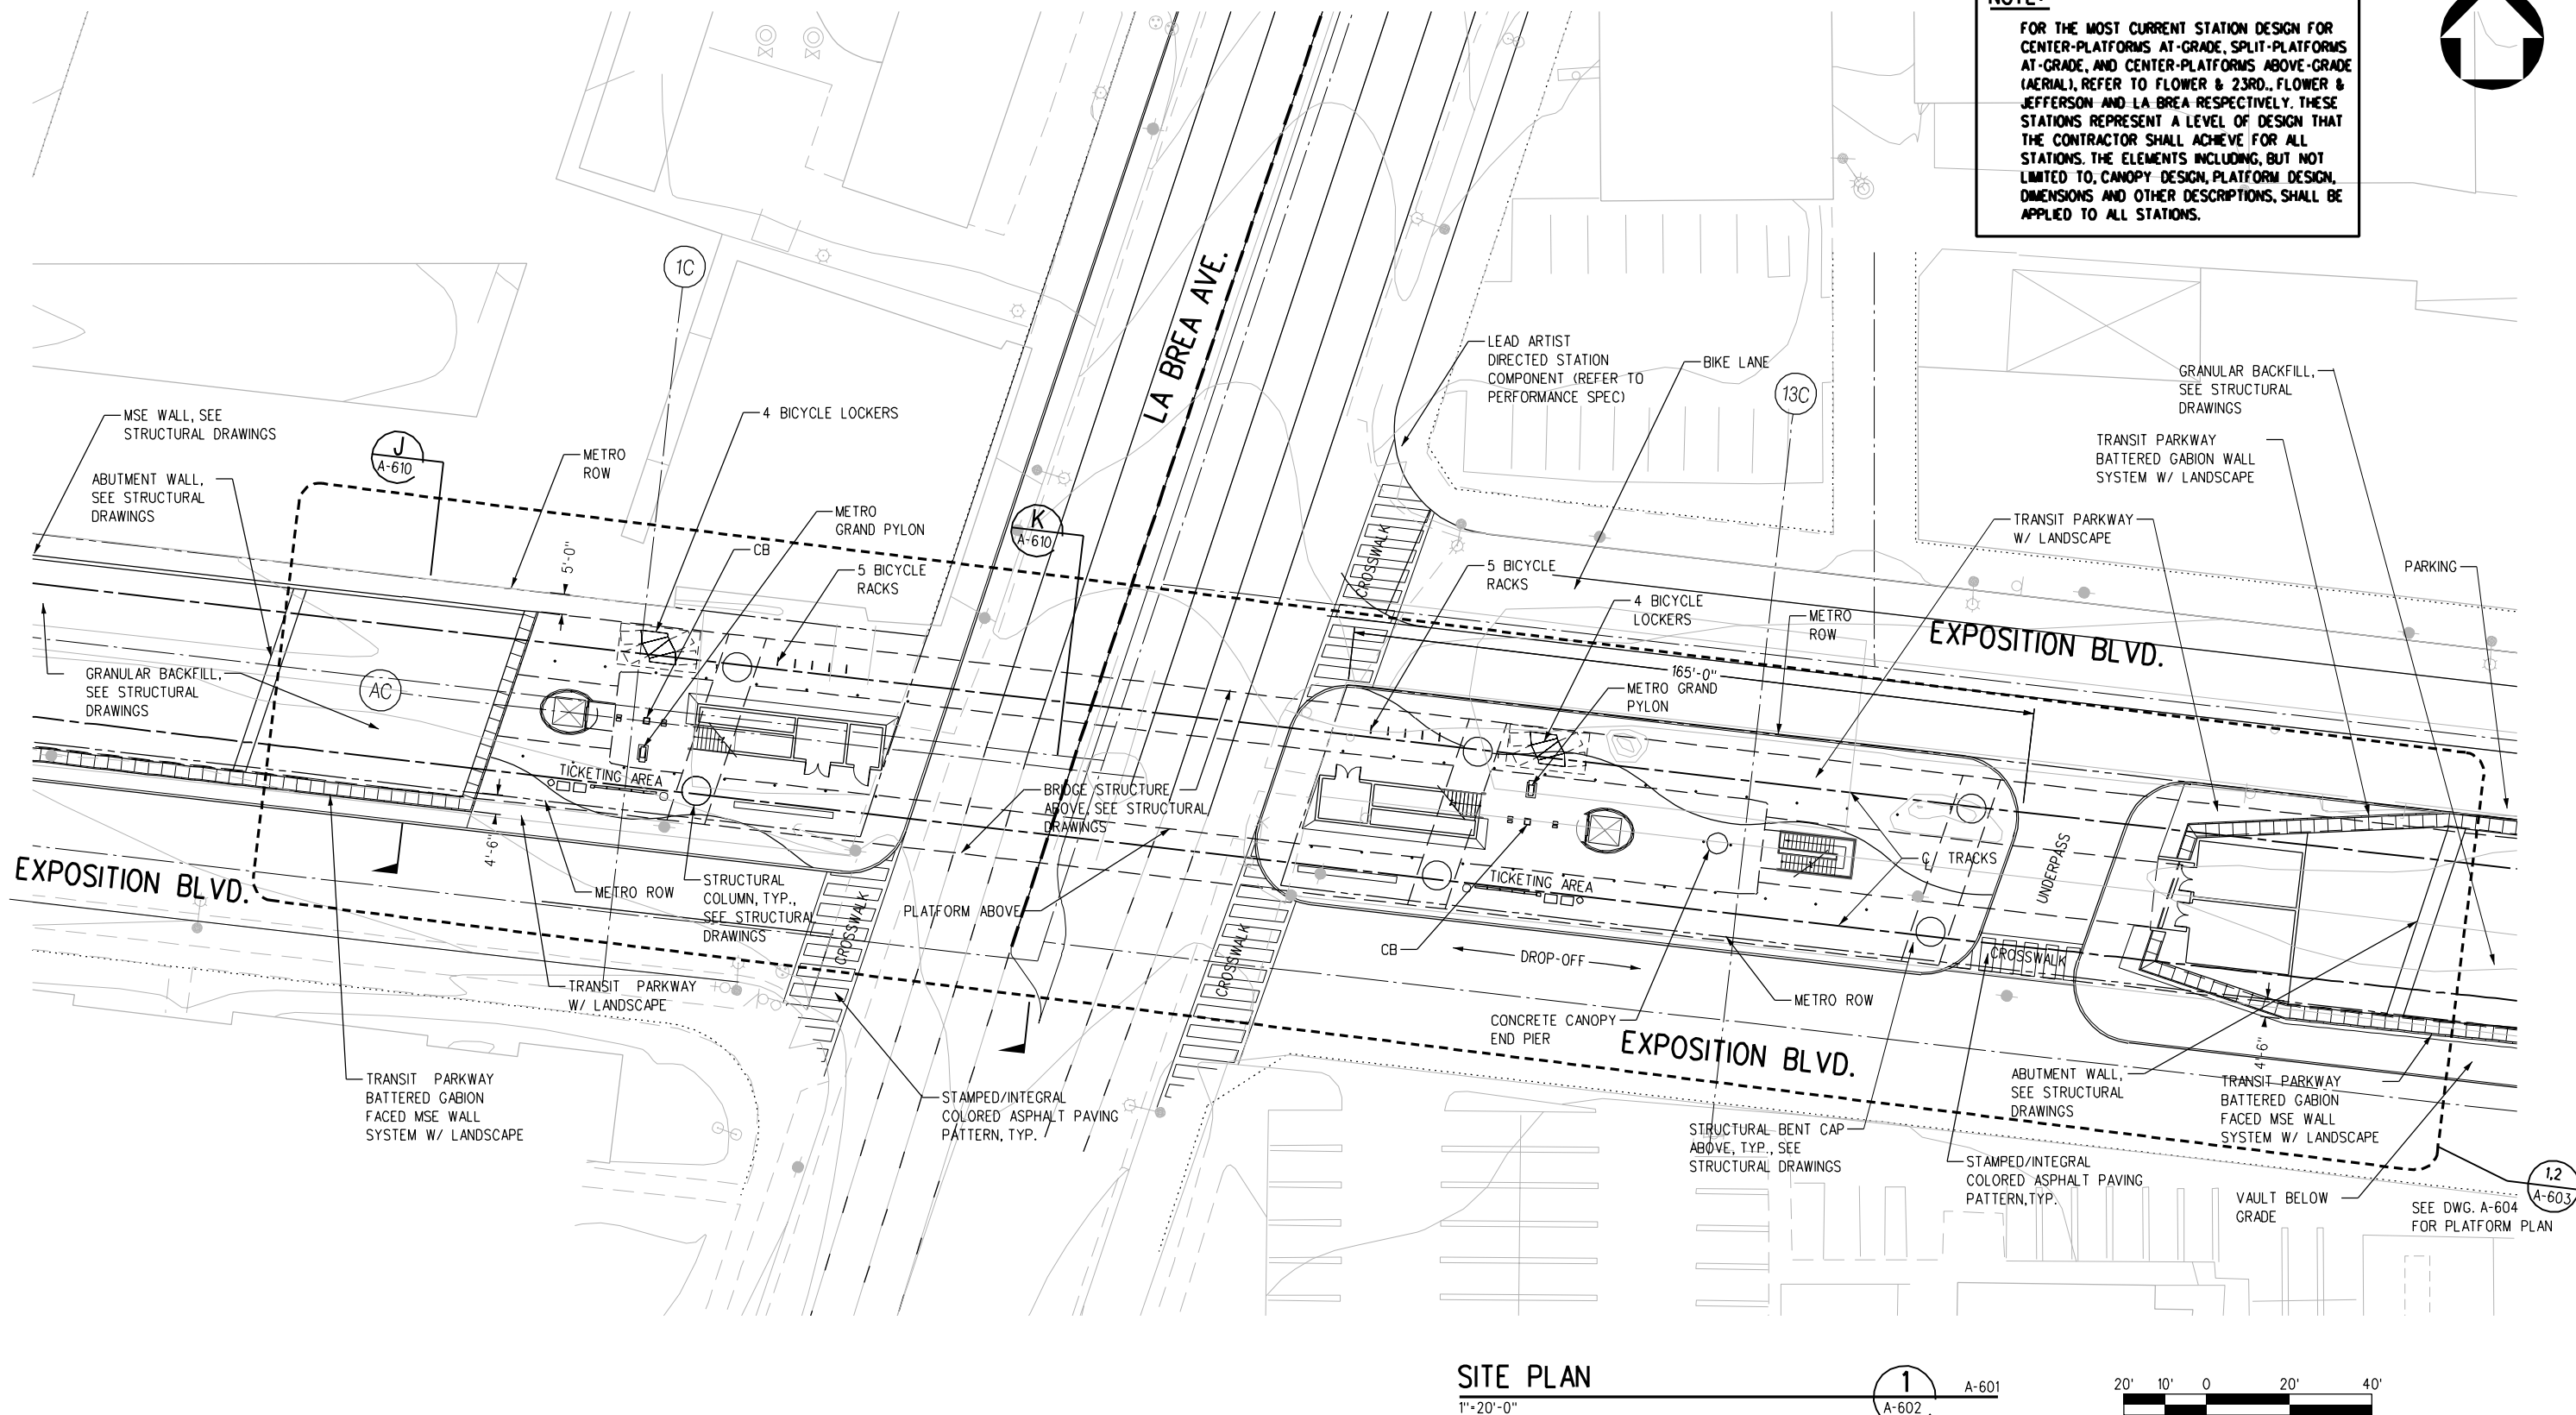 NOTE:
FOR THE MOST CURRENT STATION DESIGN FOR
CENTER-PLATFORMS AT-GRADE, SPLIT-PLATFORMS
AT-GRADE, AND CENTER-PLATFORMS ABOVE-GRADE
(AERIAL), REFER TO FLOWER & 23RD., FLOWER &
JEFFERSON AND LA BREA RESPECTIVELY. THESE
STATIONS REPRESENT A LEVEL OF DESIGN THAT
THE CONTRACTOR SHALL ACHIEVE FOR ALL
STATIONS. THE ELEMENTS INCLUDING, BUT NOT
LIMITED TO, CANOPY DESIGN, PLATFORM DESIGN,
DIMENSIONS AND OTHER DESCRIPTIONS, SHALL BE
APPLIED TO ALL STATIONS.
1C
LA BREA AVE.
LEAD ARTIST
DIRECTED STATION
COMPONENT (REFER TO
PERFORMANCE SPEC)
BIKE LANE
13C
GRANULAR BACKFILL,
SEE STRUCTURAL
DRAWINGS
MSE WALL, SEE
STRUCTURAL DRAWINGS
J
A-610
4 BICYCLE LOCKERS
METRO
ROW
TRANSIT PARKWAY
BATTERED GABION WALL
SYSTEM W/ LANDSCAPE
ABUTMENT WALL,
SEE STRUCTURAL
DRAWINGS
METRO
GRAND PYLON
K
A-610
CROSSWALK
TRANSIT PARKWAY
W/ LANDSCAPE
CB
5'-0"
5 BICYCLE
RACKS
5 BICYCLE
RACKS
PARKING
4 BICYCLE
LOCKERS
METRO
ROW
EXPOSITION BLVD.
165'-0"
GRANULAR BACKFILL,
SEE STRUCTURAL
DRAWINGS
AC
METRO GRAND
PYLON
TICKETING AREA
BRIDGE STRUCTURE
ABOVE, SEE STRUCTURAL
DRAWINGS
4'-6"
EXPOSITION BLVD.
METRO ROW
STRUCTURAL
COLUMN, TYP.,
SEE STRUCTURAL
DRAWINGS
PLATFORM ABOVE
CROSSWALK
CROSSWALK
TICKETING AREA
C/L TRACKS
UNDERPASS
CB
DROP-OFF
CROSSWALK
TRANSIT PARKWAY
W/ LANDSCAPE
METRO ROW
CONCRETE CANOPY
END PIER
EXPOSITION BLVD.
4'-6"
TRANSIT PARKWAY
BATTERED GABION
FACED MSE WALL
SYSTEM W/ LANDSCAPE
STAMPED/INTEGRAL
COLORED ASPHALT PAVING
PATTERN, TYP.
ABUTMENT WALL,
SEE STRUCTURAL
DRAWINGS
TRANSIT PARKWAY
BATTERED GABION
FACED MSE WALL
SYSTEM W/ LANDSCAPE
STRUCTURAL BENT CAP
ABOVE, TYP., SEE
STRUCTURAL DRAWINGS
STAMPED/INTEGRAL
COLORED ASPHALT PAVING
PATTERN,TYP.
VAULT BELOW
GRADE
1,2
A-603
SEE DWG. A-604
FOR PLATFORM PLAN
SITE PLAN
1"=20'-0"
1
A-602
A-601
20' 10' 0 20' 40'